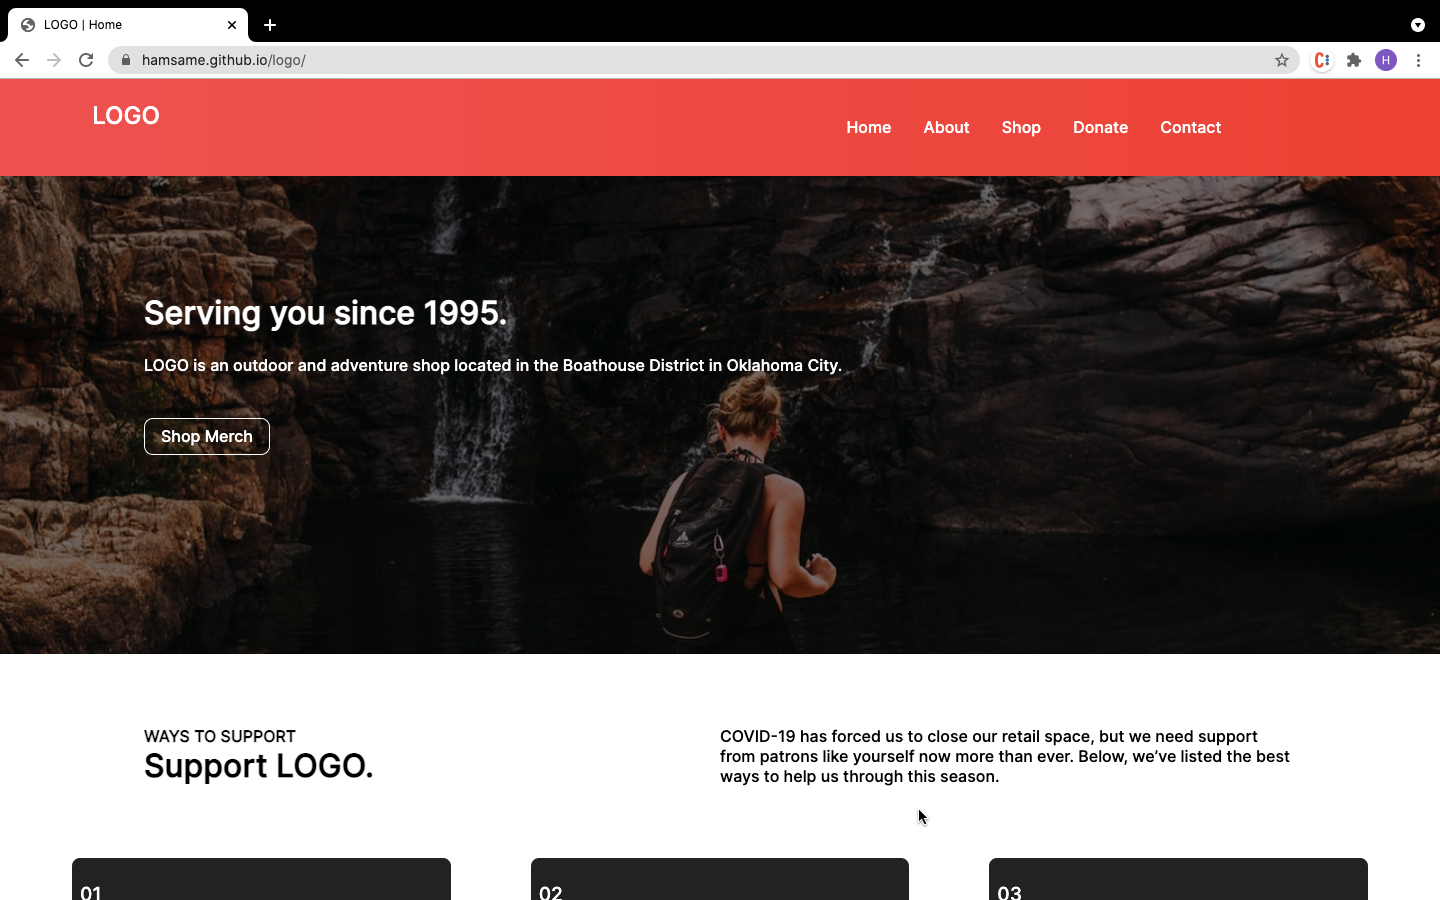 LOGO | Home
hamsame.github.io/logo/
H
LOGO
Home About Shop Donate Contact
Serving you since 1995.
LOGO is an outdoor and adventure shop located in the Boathouse District in Oklahoma City.
Shop Merch
WAYS TO SUPPORT
Support LOGO.
COVID-19 has forced us to close our retail space, but we need support
from patrons like yourself now more than ever. Below, we’ve listed the best
ways to help us through this season.
01 02 03